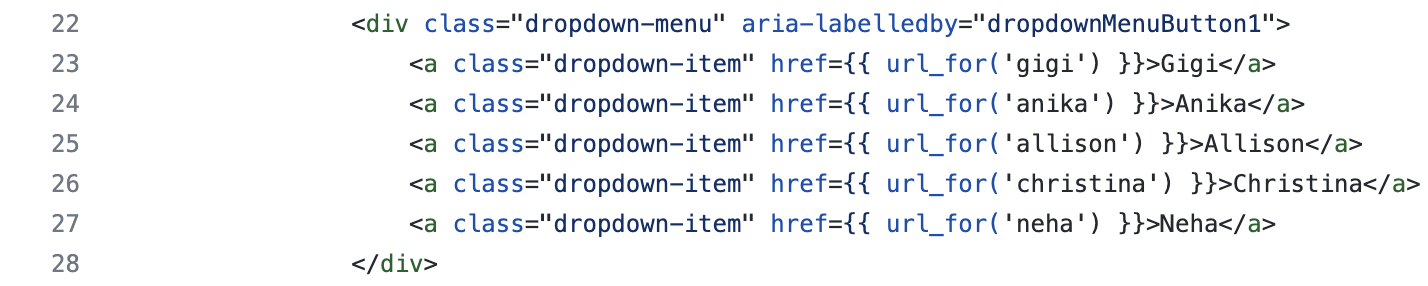 22 <div class="dropdown-menu" aria-labelledby="dropdownMenuButton1">
23 <a class="dropdown-item" href={{ url_for('gigi') }}>Gigi</a>
24 <a class="dropdown-item" href={{ url_for('anika') }}>Anika</a>
25 <a class="dropdown-item" href={{ url_for('allison') }}>Allison</a>
26 <a class="dropdown-item" href={{ url_for('christina') }}>Christina</a>
27 <a class="dropdown-item" href={{ url_for('neha') }}>Neha</a>
28 </div>